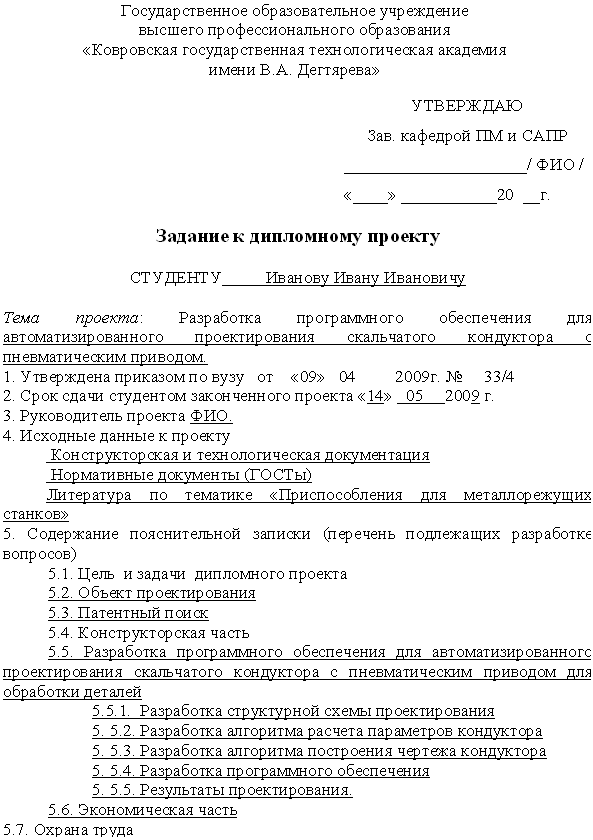 Государственное образовательное учреждение
высшего профессионального образования
«Ковровская государственная технологическая академия
имени В.А. Дегтярева»
УТВЕРЖДАЮ
Зав. кафедрой ПМ и САПР
______________________/ ФИО /
«____» ____________20 __г.
Задание к дипломному проекту
СТУДЕНТУ Иванову Ивану Ивановичу
Тема проекта: Разработка программного обеспечения для
автоматизированного проектирования скальчатого кондуктора с
пневматическим приводом.
1. Утверждена приказом по вузу от «09» 04 2009г. № 33/4
2. Срок сдачи студентом законченного проекта «14» 05 2009 г.
3. Руководитель проекта ФИО.
4. Исходные данные к проекту
Конструкторская и технологическая документация
Нормативные документы (ГОСТы)
Литература по тематике «Приспособления для металлорежущих
станков»
5. Содержание пояснительной записки (перечень подлежащих разработке
вопросов)
5.1. Цель и задачи дипломного проекта
5.2. Объект проектирования
5.3. Патентный поиск
5.4. Конструкторская часть
5.5. Разработка программного обеспечения для автоматизированного
проектирования скальчатого кондуктора с пневматическим приводом для
обработки деталей
5.5.1. Разработка структурной схемы проектирования
5. 5.2. Разработка алгоритма расчета параметров кондуктора
5. 5.3. Разработка алгоритма построения чертежа кондуктора
5. 5.4. Разработка программного обеспечения
5. 5.5. Результаты проектирования.
5.6. Экономическая часть
5.7. Охрана труда